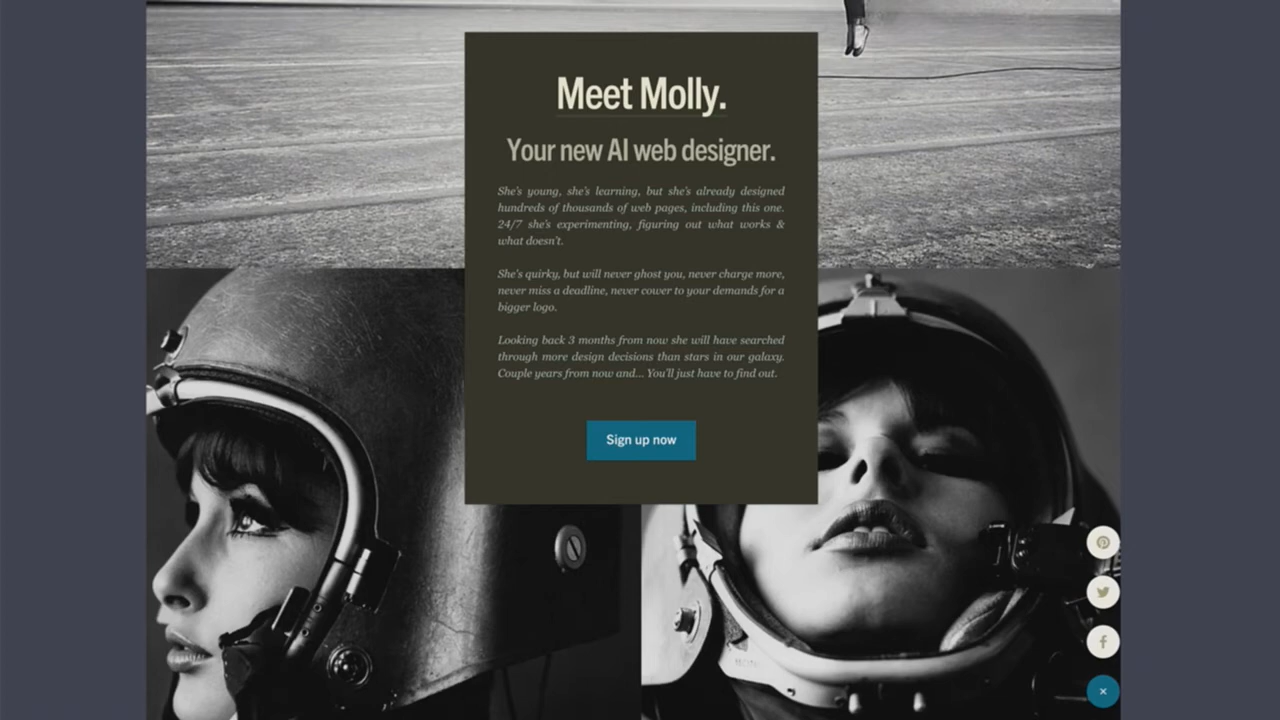 Meet Molly.
Your new AI web designer.
She's young, she's learning, but she's already designed
hundreds of thousands of web pages, including this one.
24/7 she's experimenting, figuring out what works &
what doesn't.
She's quirky, but will never ghost you, never charge more,
never miss a deadline, never cower to your demands for a
bigger logo.
Looking back 3 months from now she will have searched
through more design decisions than stars in our galaxy.
Couple years from now and... You'll just have to find out.
Sign up now